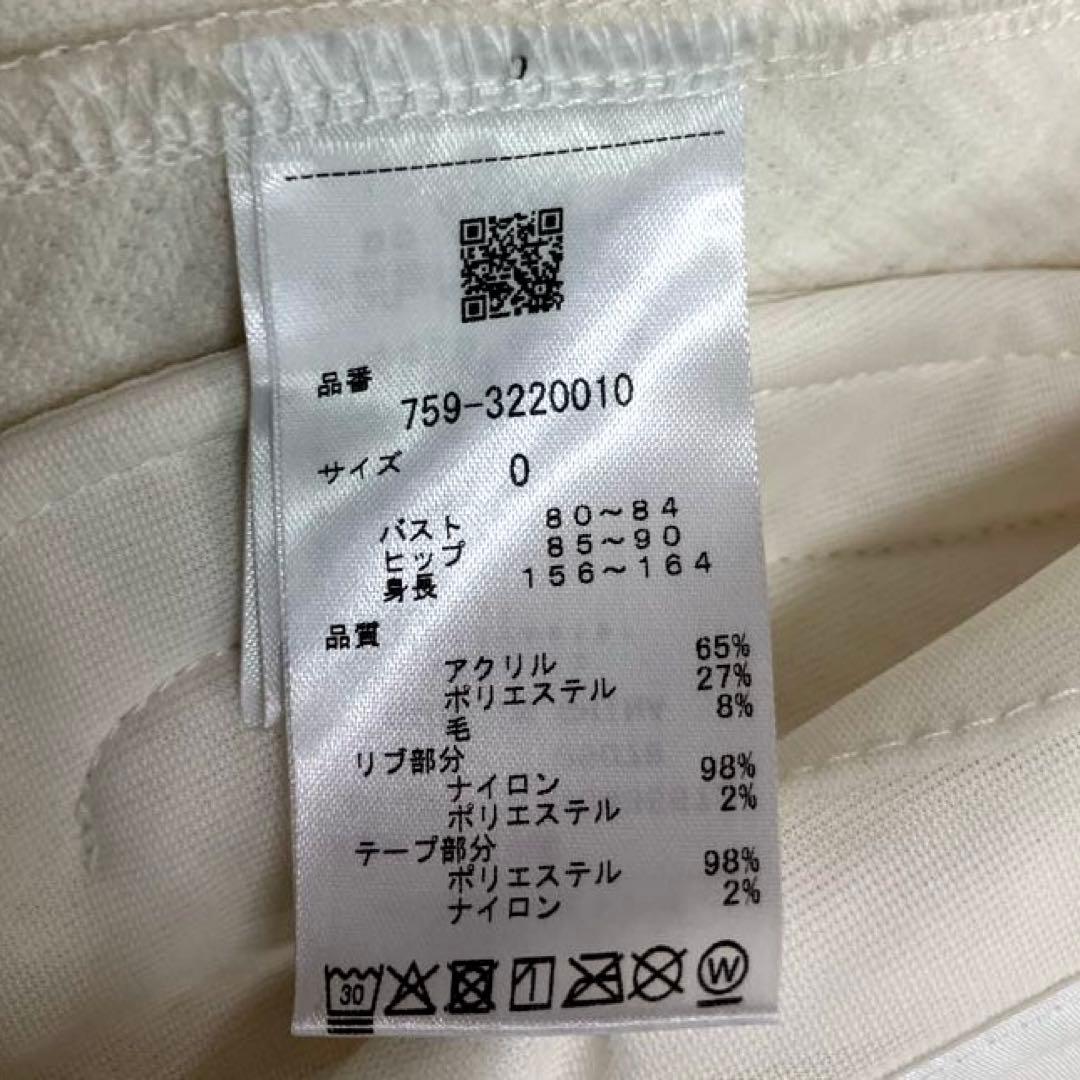 品番
759-3220010
サイズ 0
バスト 80～84
ヒップ 85～90
身長 156～164
品質
アクリル 65%
ポリエステル 27%
毛 8%
リブ部分
ナイロン 98%
ポリエステル 2%
テープ部分
ポリエステル 98%
ナイロン 2%
30 W